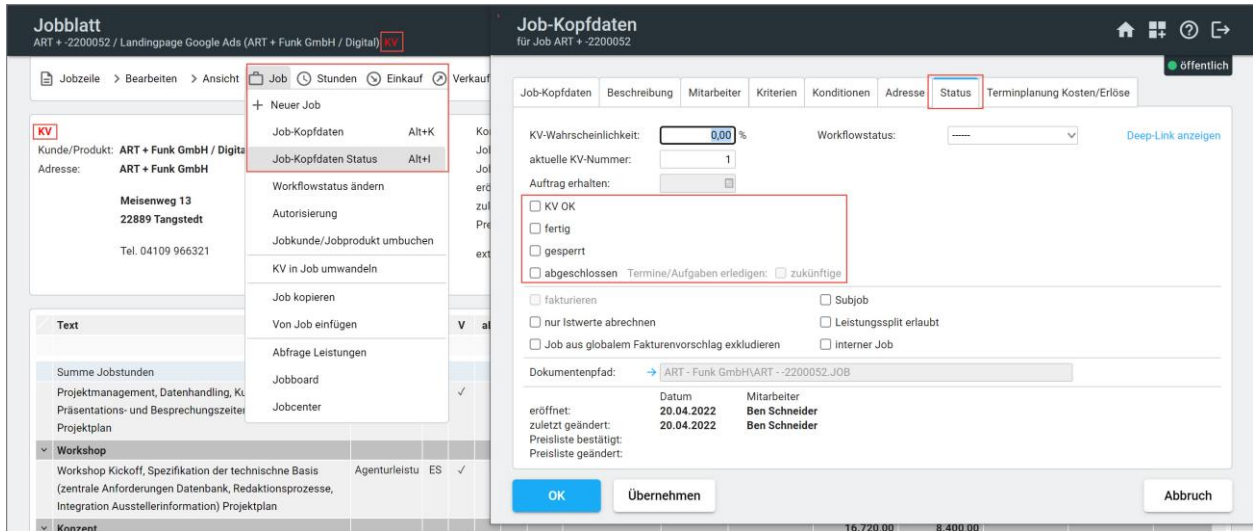 Jobblatt
ART + -2200052 / Landingpage Google Ads (ART + Funk GmbH / Digital) KV
Jobzeile > Bearbeiten > Ansicht Job Stunden Einkauf Verkauf
+ Neuer Job
Job-Kopfdaten Alt+K
Job-Kopfdaten Status Alt+I
Workflowstatus ändern
Autorisierung
Jobkunde/Jobprodukt umbuchen
KV in Job umwandeln
Job kopieren
Von Job einfügen
Abfrage Leistungen
Jobboard
Jobcenter
KV
Kunde/Produkt: ART + Funk GmbH / Digita
Adresse: ART + Funk GmbH
Meisenweg 13
22889 Tangstedt
Tel. 04109 966321
Ko
Job
Job
erö
zul
Pre
ext
Text V al
Summe Jobstunden
Projektmanagement, Datenhandling, Ku ✓
Präsentations- und Besprechungszeiten
Projektplan
Workshop
Workshop Kickoff, Spezifikation der technischne Basis Agenturleistu ES ✓
(zentrale Anforderungen Datenbank, Redaktionsprozesse,
Integration Ausstellerinformation) Projektplan
Konzept 16.720,00 8.400,00
Job-Kopfdaten
für Job ART + -2200052
öffentlich
Job-Kopfdaten Beschreibung Mitarbeiter Kriterien Konditionen Adresse Status Terminplanung Kosten/Erlöse
KV-Wahrscheinlichkeit: 0,00 % Workflowstatus: ------ Deep-Link anzeigen
aktuelle KV-Nummer: 1
Auftrag erhalten:
KV OK
fertig
gesperrt
abgeschlossen Termine/Aufgaben erledigen: zukünftige
fakturieren Subjob
nur Istwerte abrechnen Leistungssplit erlaubt
Job aus globalem Fakturenvorschlag exkludieren interner Job
Dokumentenpfad: → ART - Funk GmbH\ART - -2200052.JOB
Datum Mitarbeiter
eröffnet: 20.04.2022 Ben Schneider
zuletzt geändert: 20.04.2022 Ben Schneider
Preisliste bestätigt:
Preisliste geändert:
OK Übernehmen Abbruch